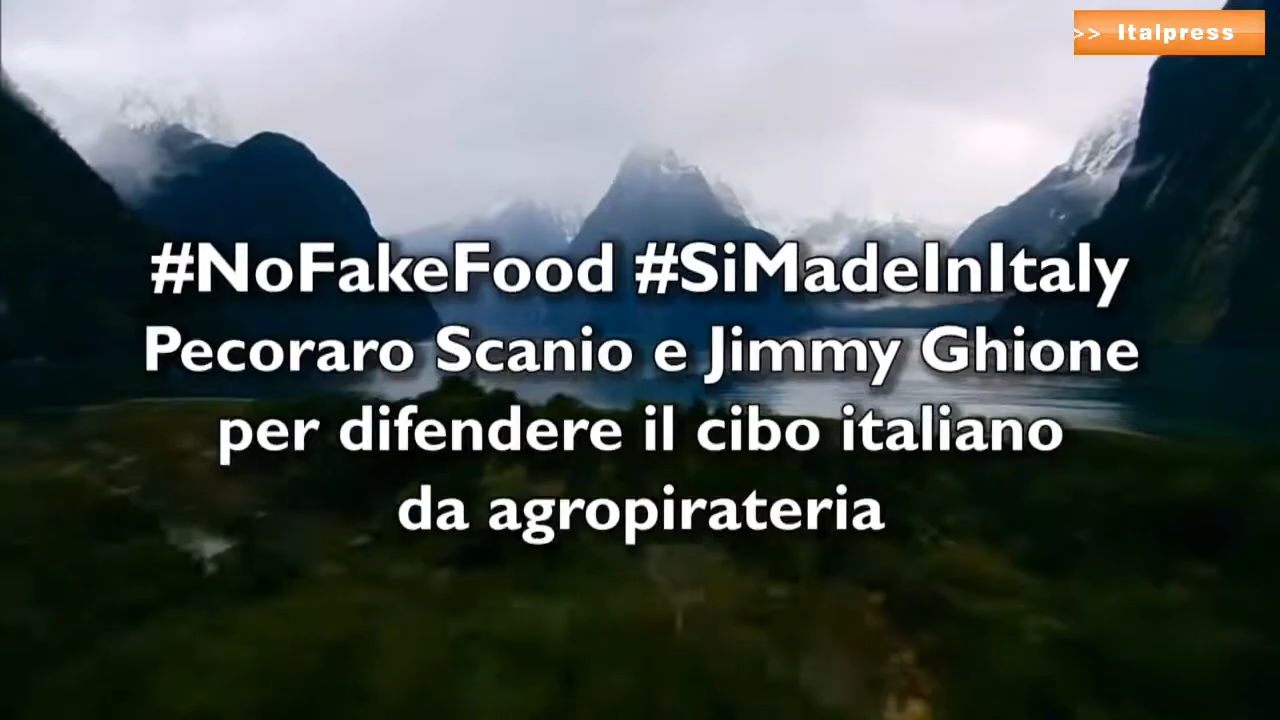 >> Italpress
#NoFakeFood #SiMadeInItaly
Pecoraro Scanio e Jimmy Ghione
per difendere il cibo italiano
da agropirateria